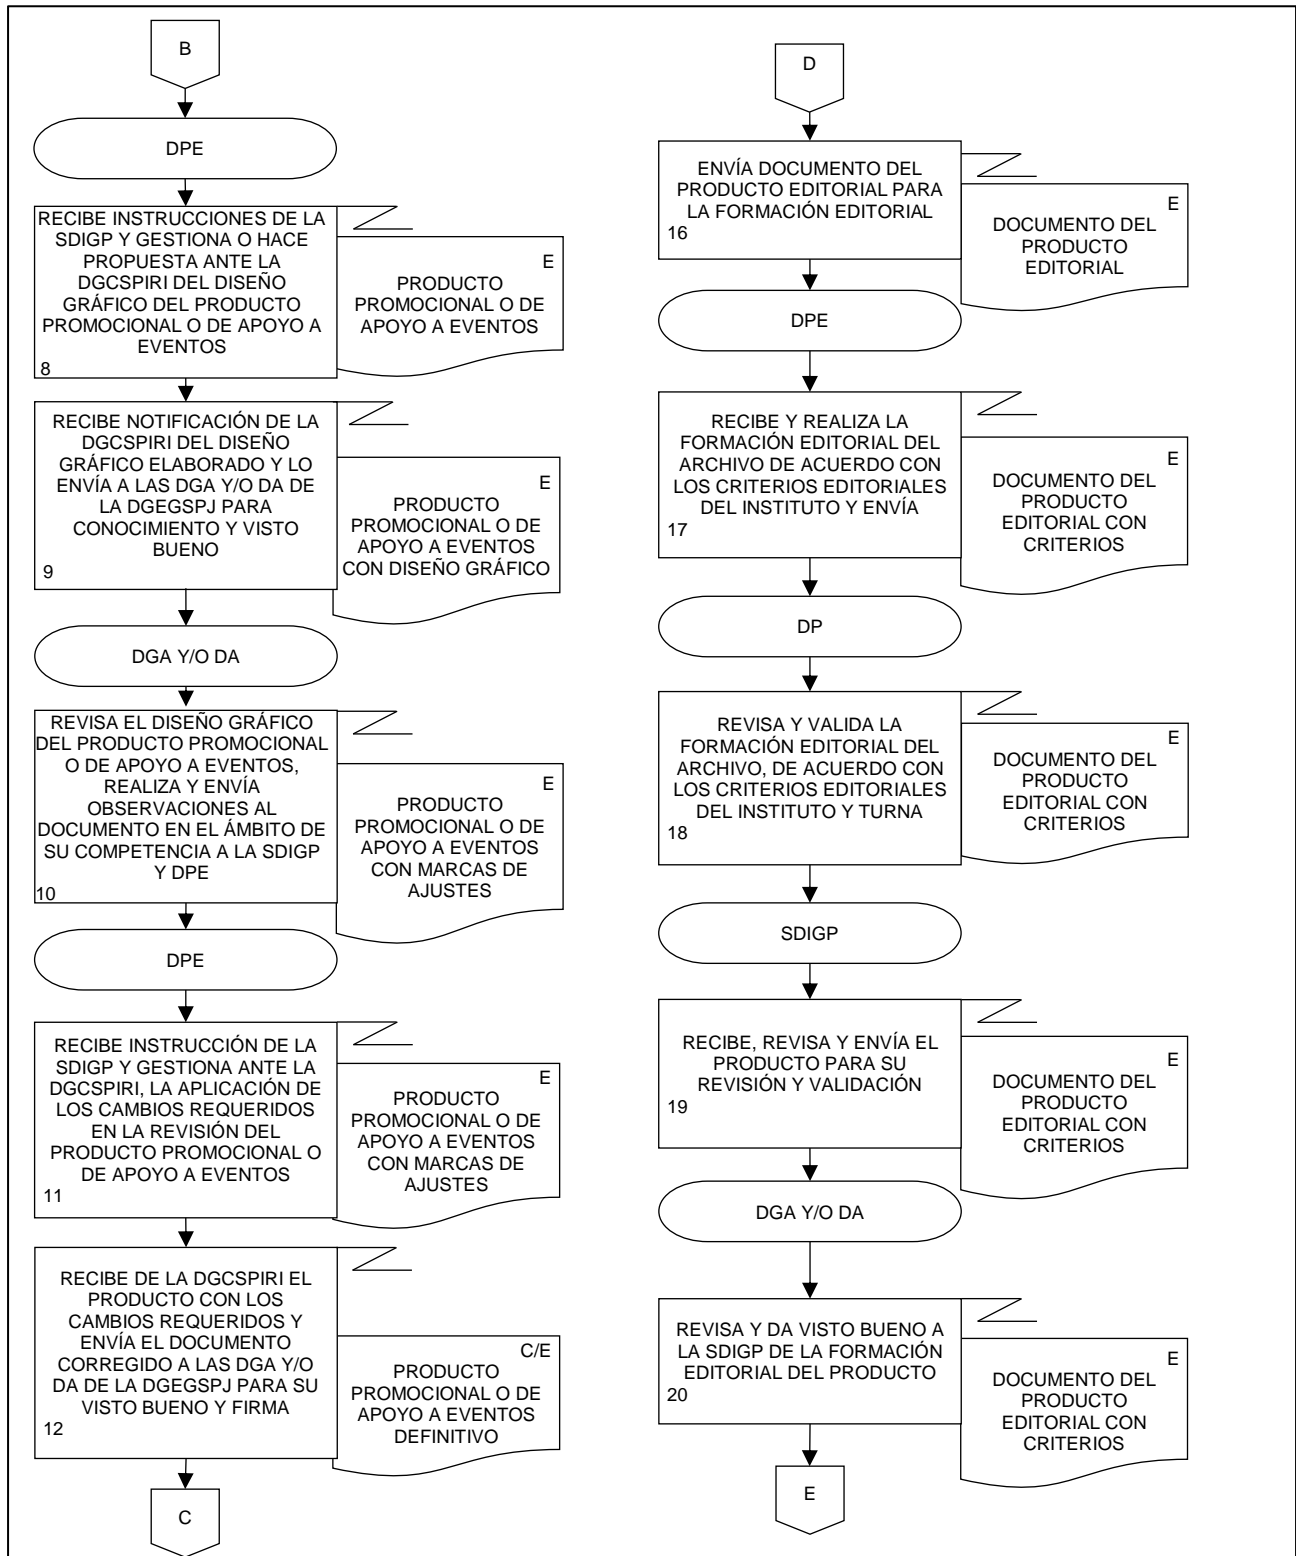 B
DPE
RECIBE INSTRUCCIONES DE LA
SDIGP Y GESTIONA O HACE
PROPUESTA ANTE LA
DGCSPIRI DEL DISEÑO
GRÁFICO DEL PRODUCTO
PROMOCIONAL O DE APOYO A
EVENTOS
8
E
PRODUCTO
PROMOCIONAL O DE
APOYO A EVENTOS
RECIBE NOTIFICACIÓN DE LA
DGCSPIRI DEL DISEÑO
GRÁFICO ELABORADO Y LO
ENVÍA A LAS DGA Y/O DA DE
LA DGEGSPJ PARA
CONOCIMIENTO Y VISTO
BUENO
9
E
PRODUCTO
PROMOCIONAL O DE
APOYO A EVENTOS
CON DISEÑO GRÁFICO
DGA Y/O DA
REVISA EL DISEÑO GRÁFICO
DEL PRODUCTO PROMOCIONAL
O DE APOYO A EVENTOS,
REALIZA Y ENVÍA
OBSERVACIONES AL
DOCUMENTO EN EL ÁMBITO DE
SU COMPETENCIA A LA SDIGP
Y DPE
10
E
PRODUCTO
PROMOCIONAL O DE
APOYO A EVENTOS
CON MARCAS DE
AJUSTES
DPE
RECIBE INSTRUCCIÓN DE LA
SDIGP Y GESTIONA ANTE LA
DGCSPIRI, LA APLICACIÓN DE
LOS CAMBIOS REQUERIDOS
EN LA REVISIÓN DEL
PRODUCTO PROMOCIONAL O
DE APOYO A EVENTOS
11
E
PRODUCTO
PROMOCIONAL O DE
APOYO A EVENTOS
CON MARCAS DE
AJUSTES
RECIBE DE LA DGCSPIRI EL
PRODUCTO CON LOS
CAMBIOS REQUERIDOS Y
ENVÍA EL DOCUMENTO
CORREGIDO A LAS DGA Y/O
DA DE LA DGEGSPJ PARA SU
VISTO BUENO Y FIRMA
12
C/E
PRODUCTO
PROMOCIONAL O DE
APOYO A EVENTOS
DEFINITIVO
C
D
ENVÍA DOCUMENTO DEL
PRODUCTO EDITORIAL PARA
LA FORMACIÓN EDITORIAL
16
E
DOCUMENTO DEL
PRODUCTO
EDITORIAL
DPE
RECIBE Y REALIZA LA
FORMACIÓN EDITORIAL DEL
ARCHIVO DE ACUERDO CON
LOS CRITERIOS EDITORIALES
DEL INSTITUTO Y ENVÍA
17
E
DOCUMENTO DEL
PRODUCTO
EDITORIAL CON
CRITERIOS
DP
REVISA Y VALIDA LA
FORMACIÓN EDITORIAL DEL
ARCHIVO, DE ACUERDO CON
LOS CRITERIOS EDITORIALES
DEL INSTITUTO Y TURNA
18
E
DOCUMENTO DEL
PRODUCTO
EDITORIAL CON
CRITERIOS
SDIGP
RECIBE, REVISA Y ENVÍA EL
PRODUCTO PARA SU
REVISIÓN Y VALIDACIÓN
19
E
DOCUMENTO DEL
PRODUCTO
EDITORIAL CON
CRITERIOS
DGA Y/O DA
REVISA Y DA VISTO BUENO A
LA SDIGP DE LA FORMACIÓN
EDITORIAL DEL PRODUCTO
20
E
DOCUMENTO DEL
PRODUCTO
EDITORIAL CON
CRITERIOS
E